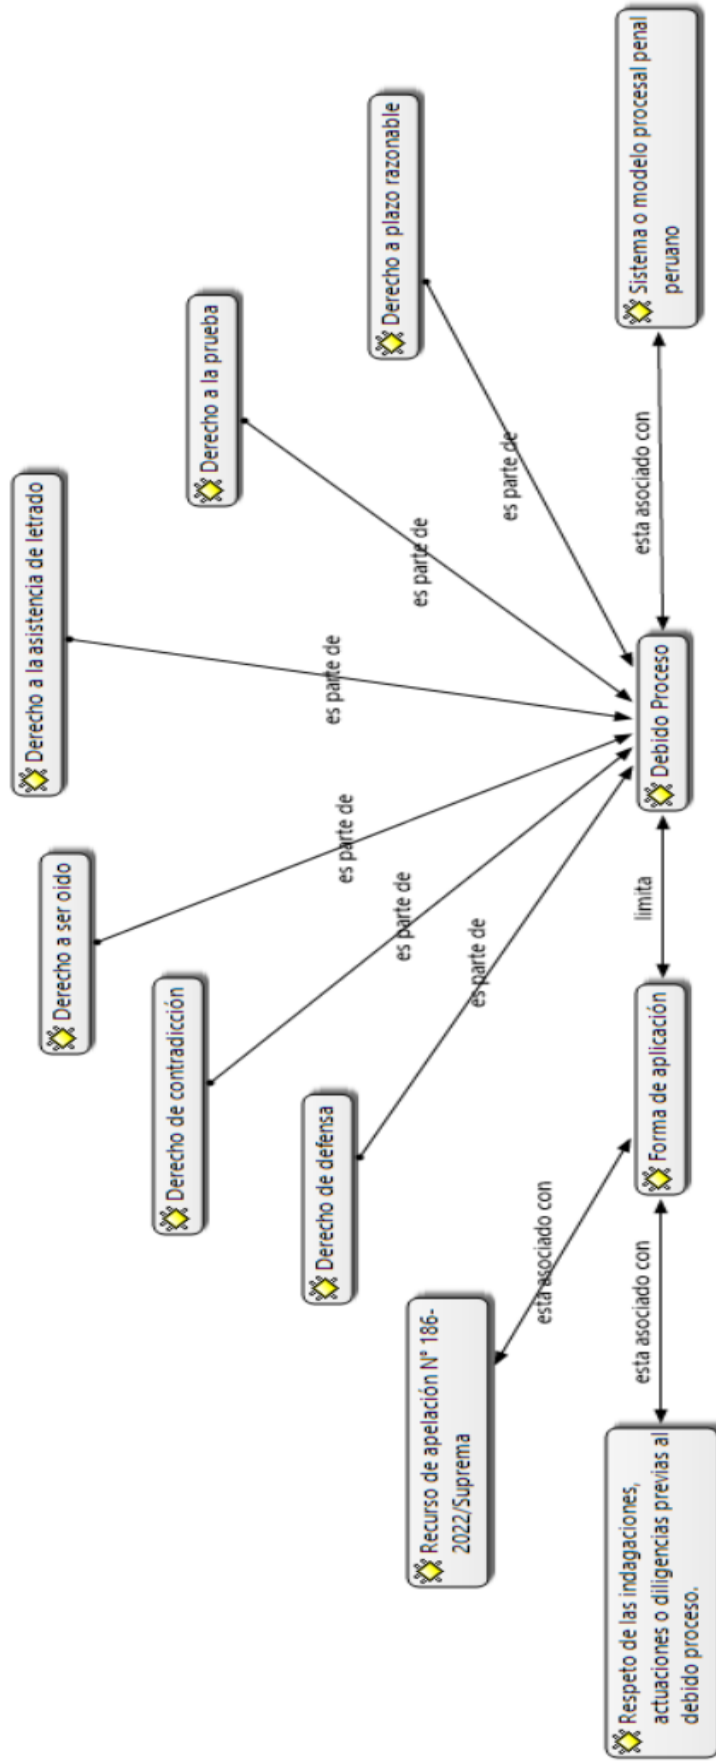 Derecho a la asistencia de letrado
Derecho a ser oido
Derecho a la prueba
Derecho de contradicción
Derecho a plazo razonable
Derecho de defensa
Recurso de apelación N° 186-
2022/Suprema
es parte de
es parte de
es parte de
es parte de
es parte de
es parte de
esta asociado con
Respeto de las indagaciones,
actuaciones o diligencias previas al
debido proceso.
esta asociado con
Forma de aplicación
limita
Debido Proceso
esta asociado con
Sistema o modelo procesal penal
peruano